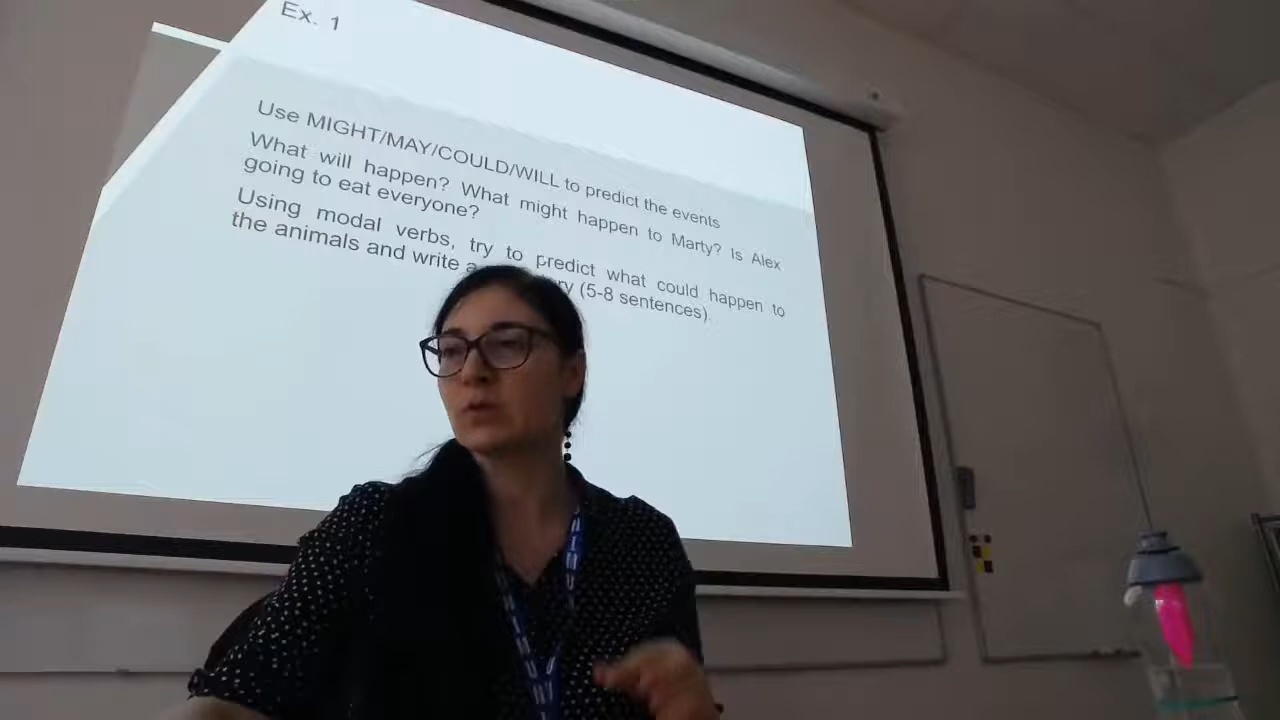 Ex. 1
Use MIGHT/MAY/COULD/WILL to predict the events
What will happen? What might happen to Marty? Is Alex
going to eat everyone?
Using modal verbs, try to predict what could happen to
the animals and write (5-8 sentences).